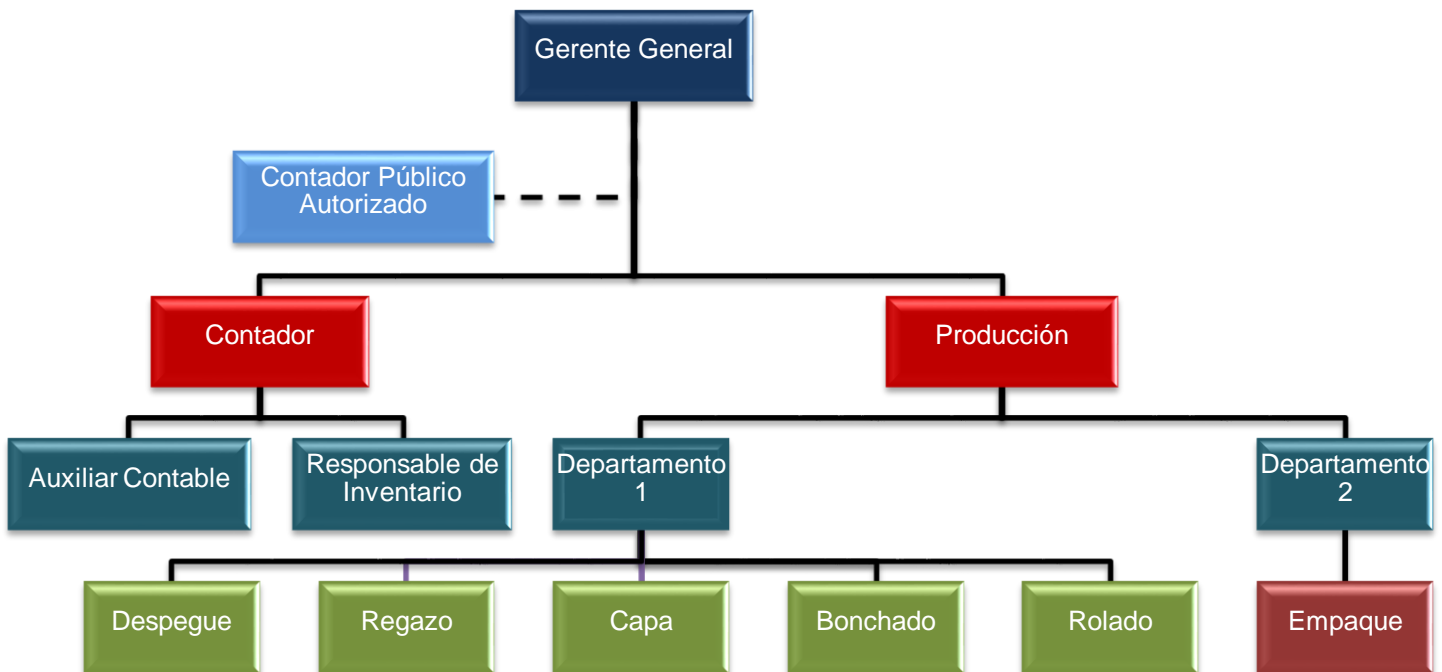 Gerente General
Contador Público
Autorizado
Contador
Producción
Auxiliar Contable
Responsable de
Inventario
Departamento
1
Departamento
2
Despegue
Regazo
Capa
Bonchado
Rolado
Empaque